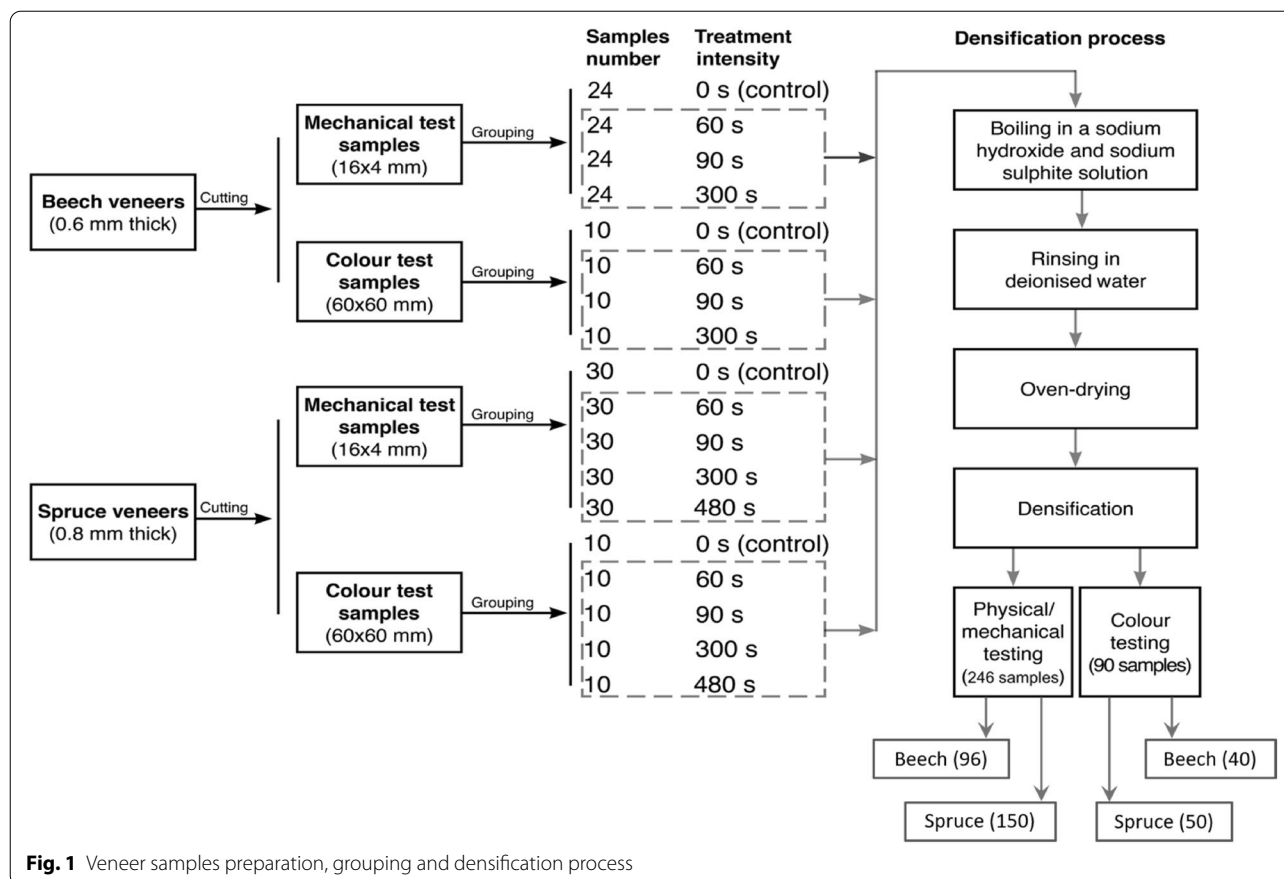 Samples number
Treatment intensity
Densification process
Beech veneers
(0.6 mm thick)
Cutting
Mechanical test
samples
(16x4 mm)
Grouping
24 0 s (control)
24 60 s
24 90 s
24 300 s
Colour test
samples
(60x60 mm)
Grouping
10 0 s (control)
10 60 s
10 90 s
10 300 s
Spruce veneers
(0.8 mm thick)
Cutting
Mechanical test
samples
(16x4 mm)
Grouping
30 0 s (control)
30 60 s
30 90 s
30 300 s
30 480 s
Colour test
samples
(60x60 mm)
Grouping
10 0 s (control)
10 60 s
10 90 s
10 300 s
10 480 s
Boiling in a sodium
hydroxide and sodium
sulphite solution
Rinsing in
deionised water
Oven-drying
Densification
Physical/
mechanical
testing
(246 samples)
Colour
testing
(90 samples)
Beech (96)
Beech (40)
Spruce (150)
Spruce (50)
Fig. 1 Veneer samples preparation, grouping and densification process